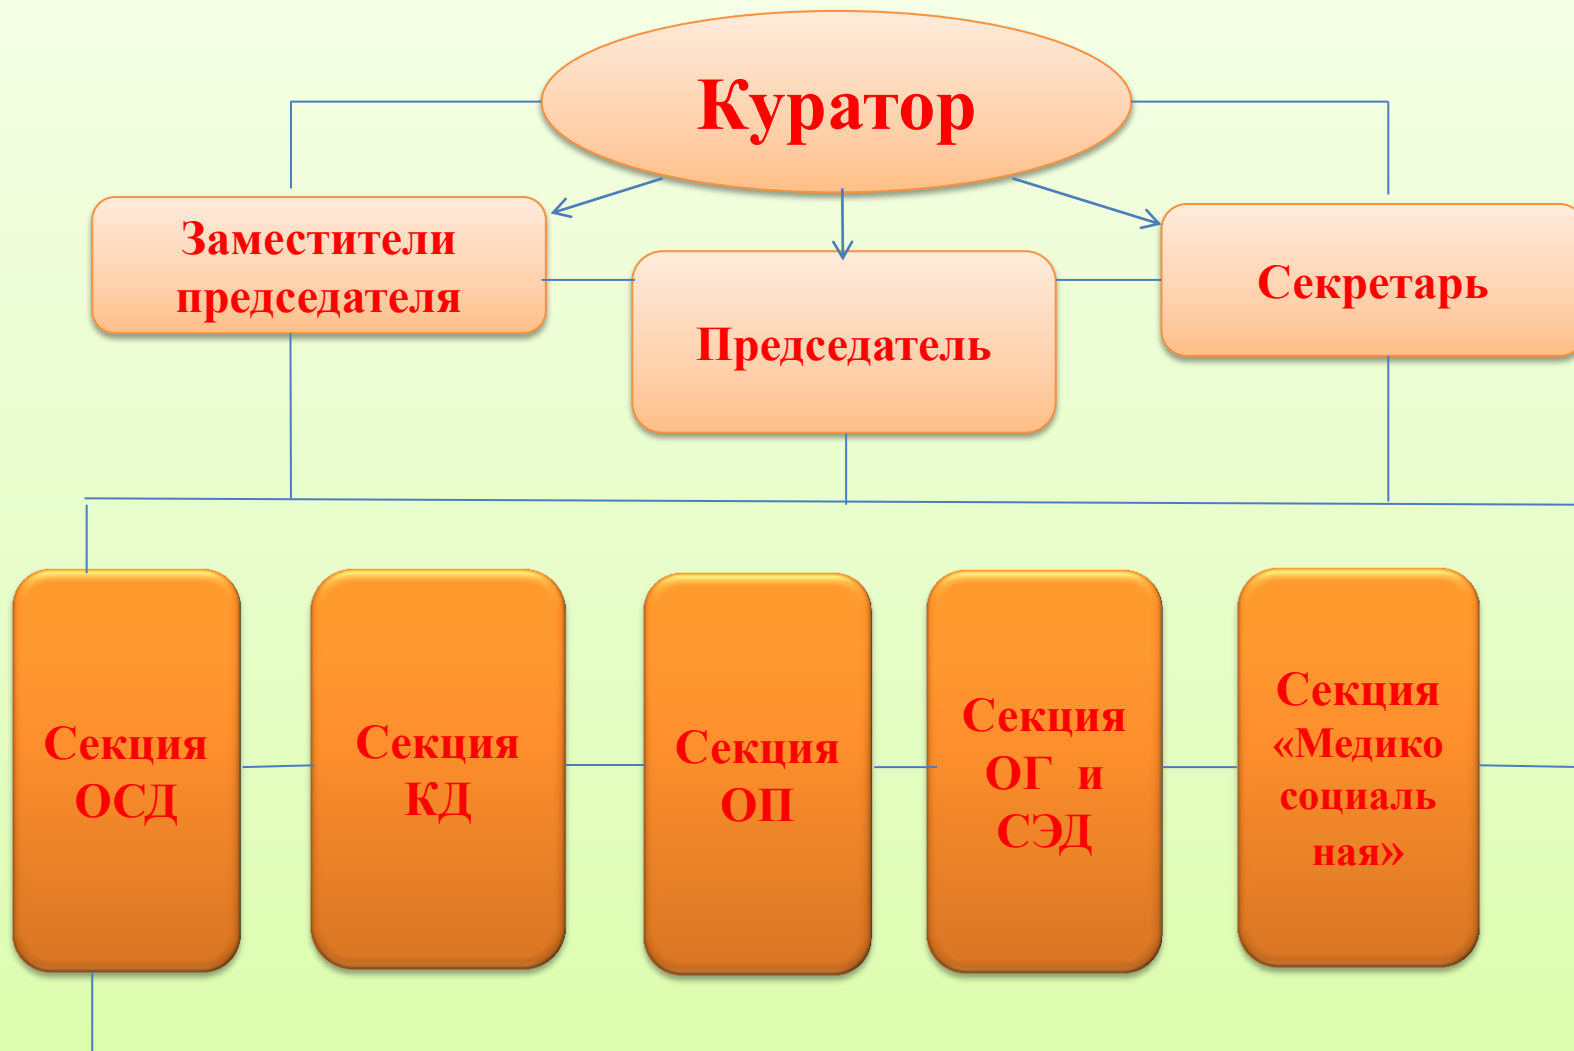 Куратор
Заместители
председателя
Председатель
Секретарь
Секция
ОСД
Секция
КД
Секция
ОП
Секция
ОГ и
СЭД
Секция
«Медико
социаль
ная»